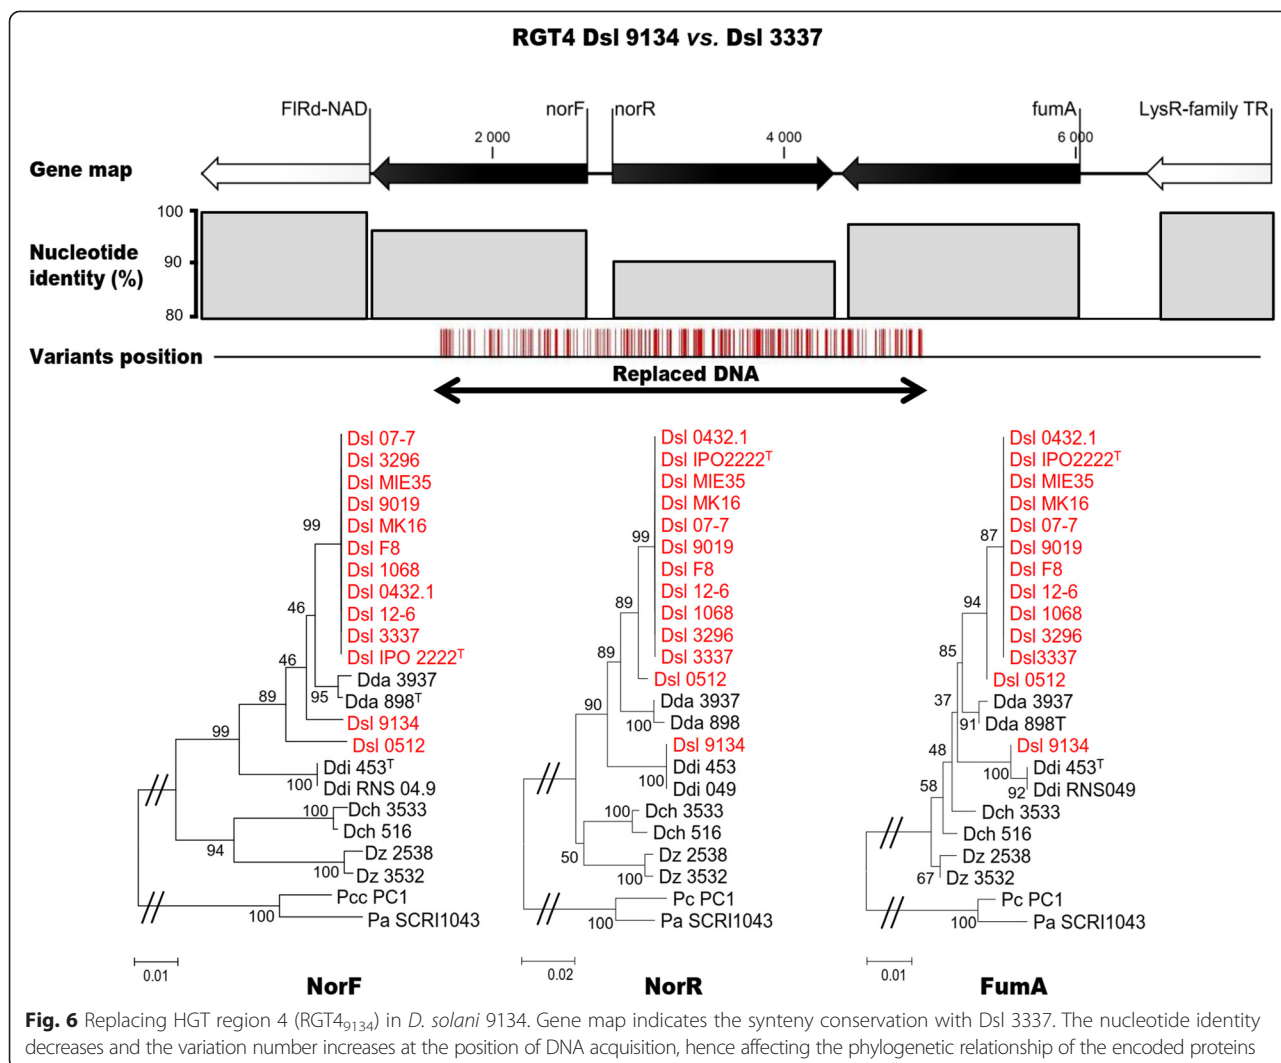 RGT4 Dsl 9134 vs. Dsl 3337
FIRd-NAD norF norR fumA LysR-family TR
2 000 4 000 6 000
Gene map
100
90
80
Nucleotide
identity (%)
Variants position
Replaced DNA
Dsl 07-7
Dsl 3296
Dsl MIE35
Dsl 9019
Dsl MK16
Dsl F8
Dsl 1068
Dsl 0432.1
Dsl 12-6
Dsl 3337
Dsl IPO 2222ᵀ
Dda 3937
Dda 898ᵀ
Dsl 9134
Dsl 0512
Ddi 453ᵀ
Ddi RNS 04.9
Dch 3533
Dch 516
Dz 2538
Dz 3532
Pcc PC1
Pa SCRI1043
99
46
46
95
89
99
100
100
94
100
100
0.01
NorF
Dsl 0432.1
Dsl IPO2222ᵀ
Dsl MIE35
Dsl MK16
Dsl 07-7
Dsl 9019
Dsl F8
Dsl 12-6
Dsl 1068
Dsl 3296
Dsl 3337
Dsl 0512
Dda 3937
Dda 898
Dsl 9134
Ddi 453
Ddi 049
Dch 3533
Dch 516
Dz 2538
Dz 3532
Pc PC1
Pa SCRI1043
99
89
89
90
100
100
100
50
100
100
0.02
NorR
Dsl 0432.1
Dsl IPO2222ᵀ
Dsl MIE35
Dsl MK16
Dsl 07-7
Dsl 9019
Dsl F8
Dsl 12-6
Dsl 1068
Dsl 3296
Dsl3337
Dsl 0512
Dda 3937
Dda 898T
Dsl 9134
Ddi 453ᵀ
Ddi RNS049
Dch 3533
Dch 516
Dz 2538
Dz 3532
Pc PC1
Pa SCRI1043
87
94
85
37
91
48
100
92
58
67
100
0.01
FumA
Fig. 6 Replacing HGT region 4 (RGT4₉₁₃₄) in D. solani 9134. Gene map indicates the synteny conservation with Dsl 3337. The nucleotide identity
decreases and the variation number increases at the position of DNA acquisition, hence affecting the phylogenetic relationship of the encoded proteins